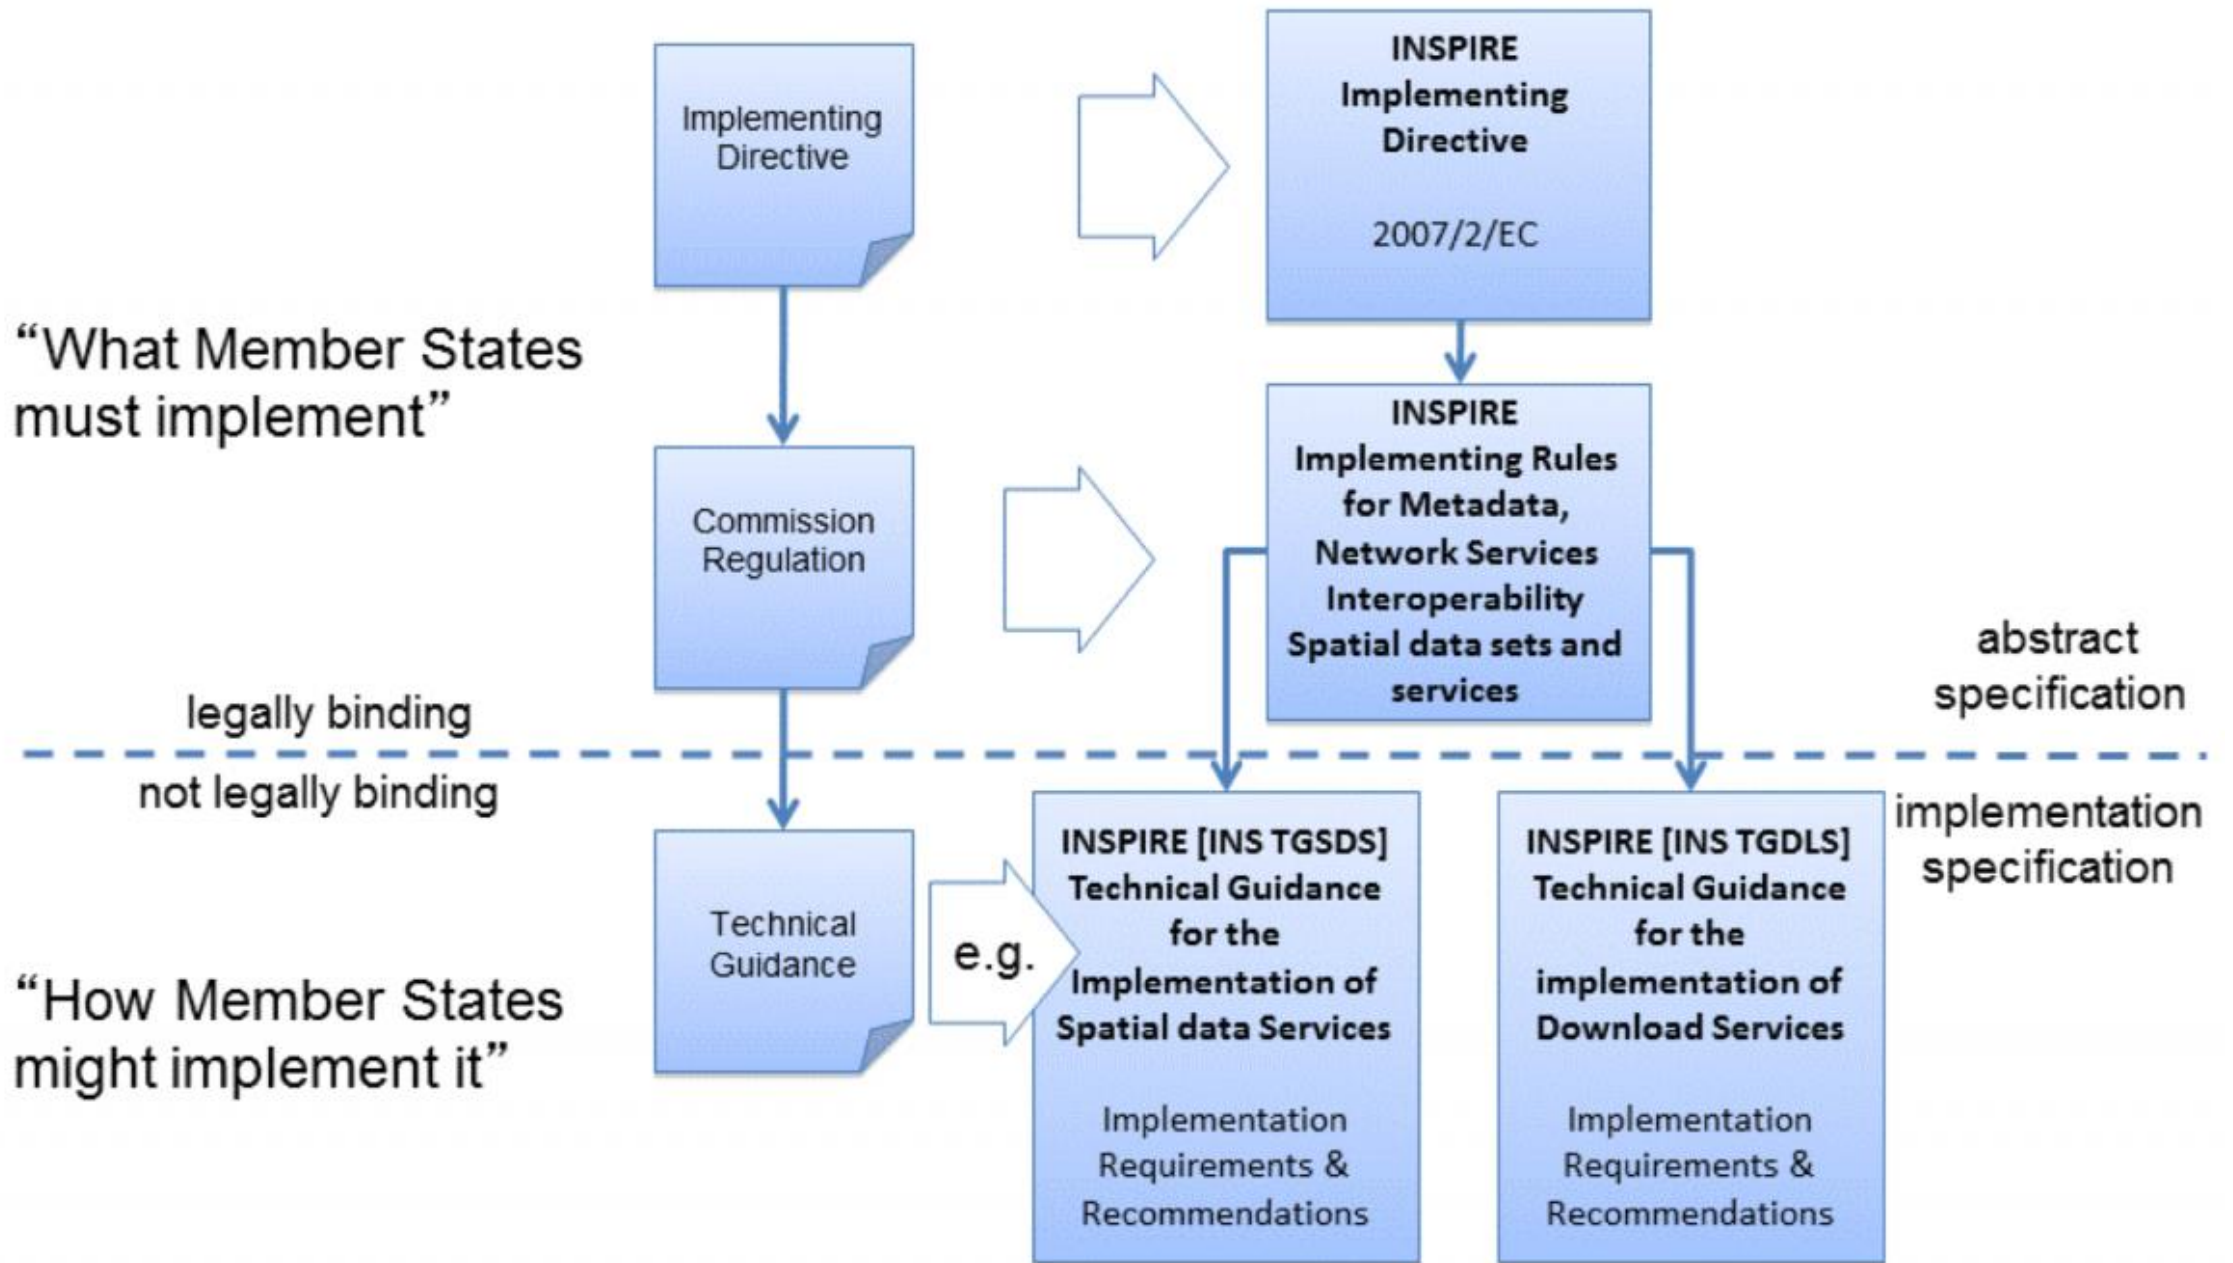 Implementing
Directive
INSPIRE
Implementing
Directive
2007/2/EC
“What Member States
must implement”
Commission
Regulation
INSPIRE
Implementing Rules
for Metadata,
Network Services
Interoperability
Spatial data sets and
services
abstract
specification
legally binding
not legally binding
implementation
specification
“How Member States
might implement it”
Technical
Guidance
e.g.
INSPIRE [INS TGSDS]
Technical Guidance
for the
Implementation of
Spatial data Services
Implementation
Requirements &
Recommendations
INSPIRE [INS TGDLS]
Technical Guidance
for the
implementation of
Download Services
Implementation
Requirements &
Recommendations